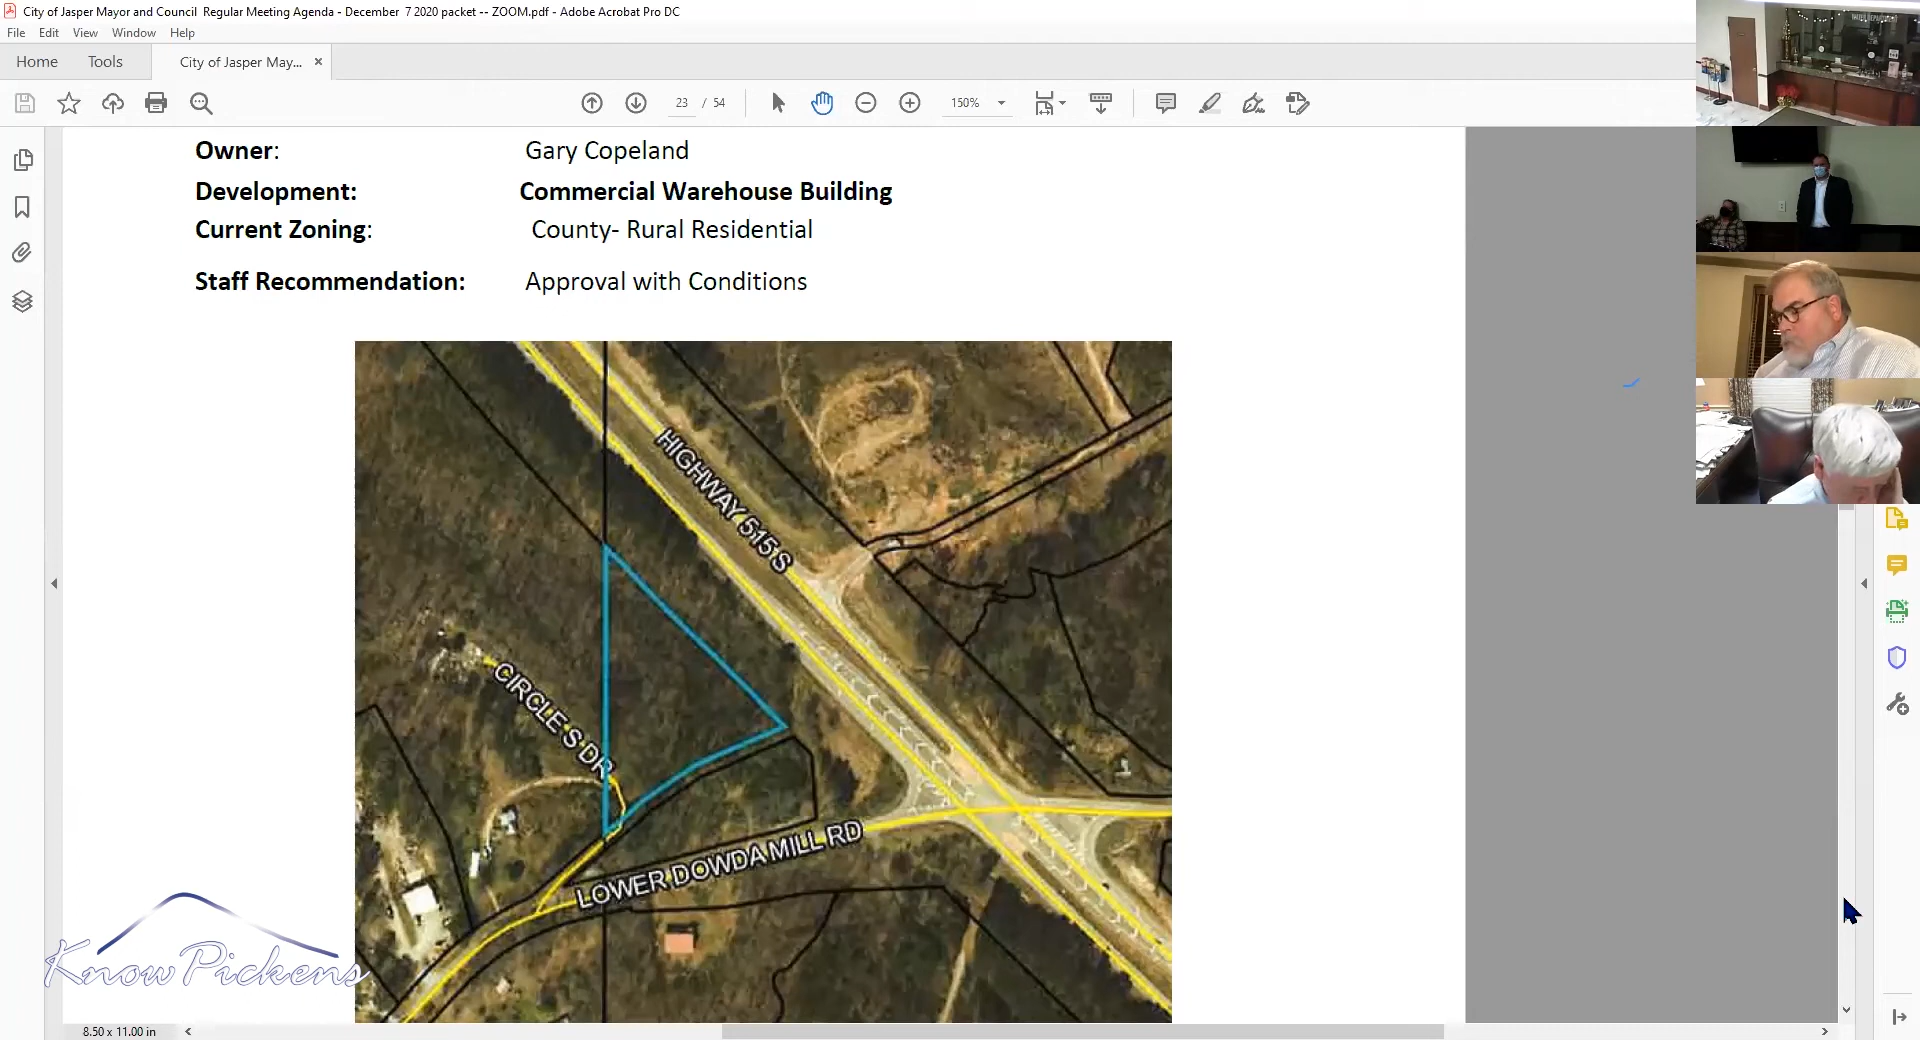 City of Jasper Mayor and Council  Regular Meeting Agenda - December  7 2020 packet -- ZOOM.pdf - Adobe Acrobat Pro DC
File Edit View Window Help
Home Tools City of Jasper May... ×
23 / 54 150%
Owner: Gary Copeland
Development: Commercial Warehouse Building
Current Zoning: County- Rural Residential
Staff Recommendation: Approval with Conditions
HIGHWAY 515 S
CIRCLE S DR
LOWER DOWDA MILL RD
KnowPickens
8.50 x 11.00 in